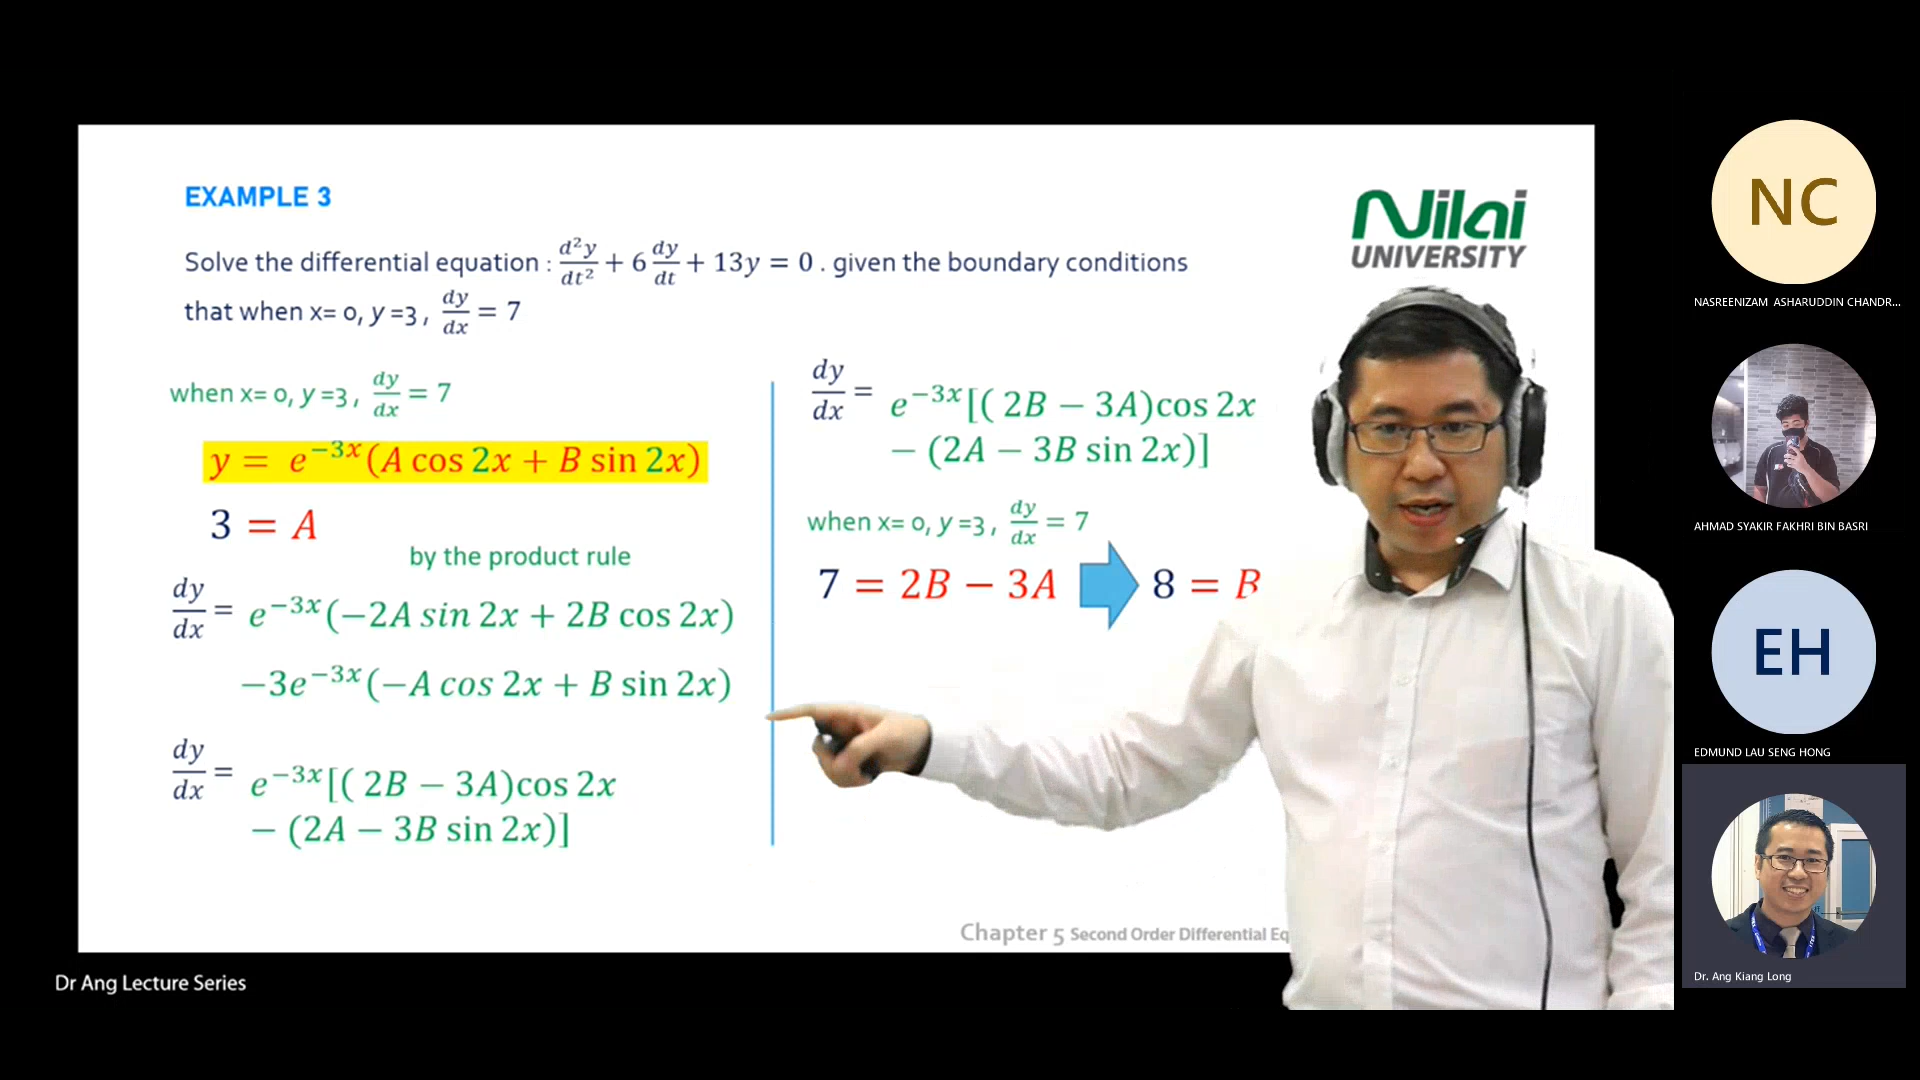 EXAMPLE 3
Nilai
UNIVERSITY
Solve the differential equation : d²y/dt² + 6 dy/dt + 13y = 0 . given the boundary conditions
that when x= 0, y =3 , dy/dx = 7
when x= 0, y =3 , dy/dx = 7
y = e⁻³ˣ(A cos 2x + B sin 2x)
3 = A
by the product rule
dy/dx = e⁻³ˣ(−2A sin 2x + 2B cos 2x)
−3e⁻³ˣ(−A cos 2x + B sin 2x)
dy/dx = e⁻³ˣ[( 2B − 3A)cos 2x
− (2A − 3B sin 2x)]
dy/dx = e⁻³ˣ[( 2B − 3A)cos 2x
− (2A − 3B sin 2x)]
when x= 0, y =3 , dy/dx = 7
7 = 2B − 3A 8 = B
Chapter 5 Second Order Differential Eq
Dr Ang Lecture Series
NC
NASREENIZAM ASHARUDDIN CHANDR...
AHMAD SYAKIR FAKHRI BIN BASRI
EH
EDMUND LAU SENG HONG
Dr. Ang Kiang Long